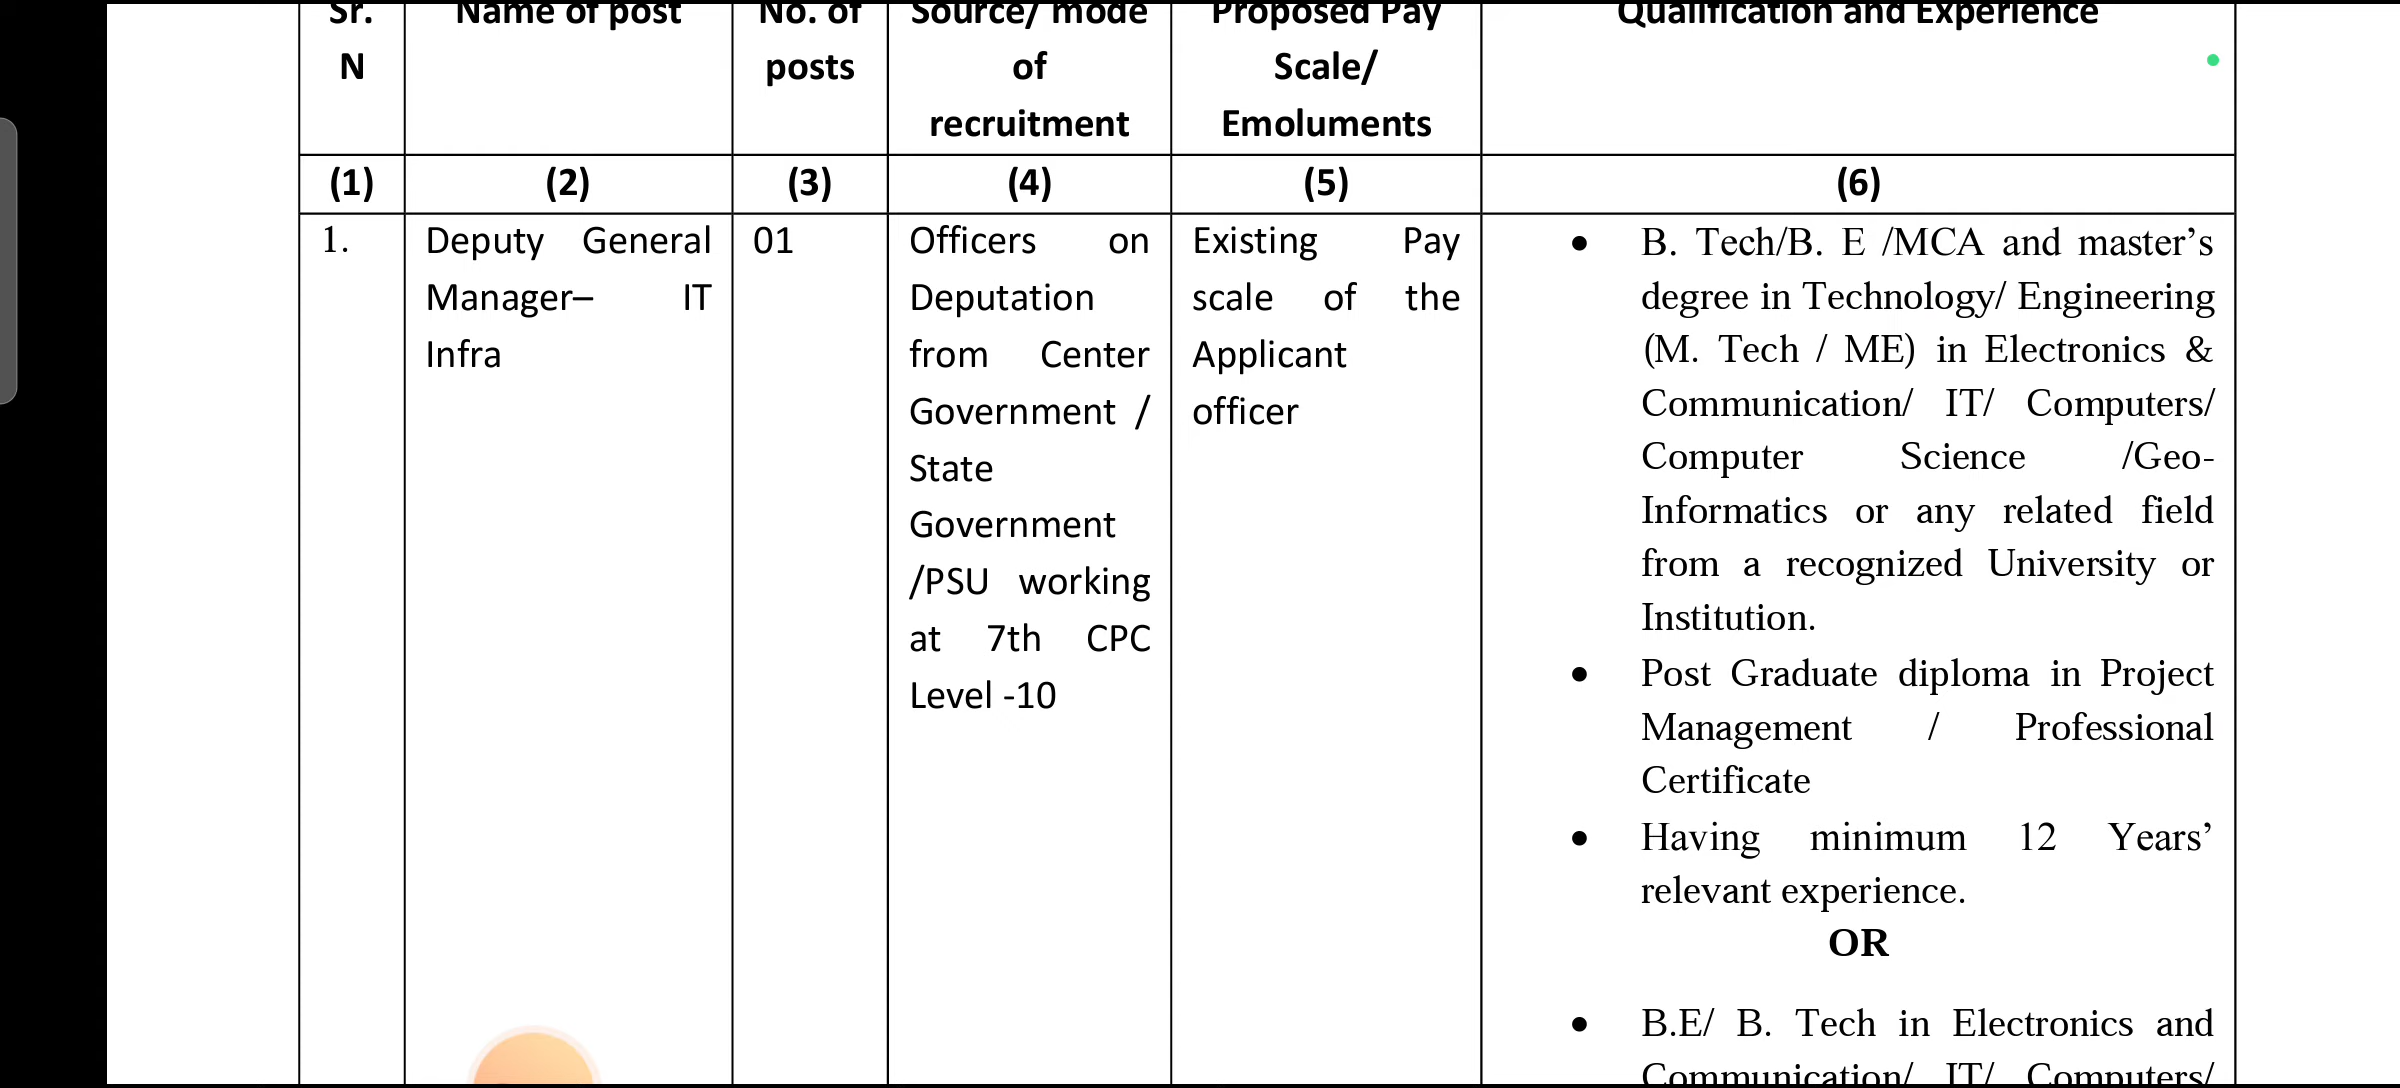 Sr.
N
Name of post
No. of
posts
Source/ mode
of
recruitment
Proposed Pay
Scale/
Emoluments
Qualification and Experience
(1)
(2)
(3)
(4)
(5)
(6)
1.
Deputy General
Manager– IT
Infra
01
Officers on
Deputation
from Center
Government /
State
Government
/PSU working
at 7th CPC
Level -10
Existing Pay
scale of the
Applicant
officer
• B. Tech/B. E /MCA and master’s
degree in Technology/ Engineering
(M. Tech / ME) in Electronics &
Communication/ IT/ Computers/
Computer Science /Geo-
Informatics or any related field
from a recognized University or
Institution.
• Post Graduate diploma in Project
Management / Professional
Certificate
• Having minimum 12 Years’
relevant experience.
OR
• B.E/ B. Tech in Electronics and
Communication/ IT/ Computers/